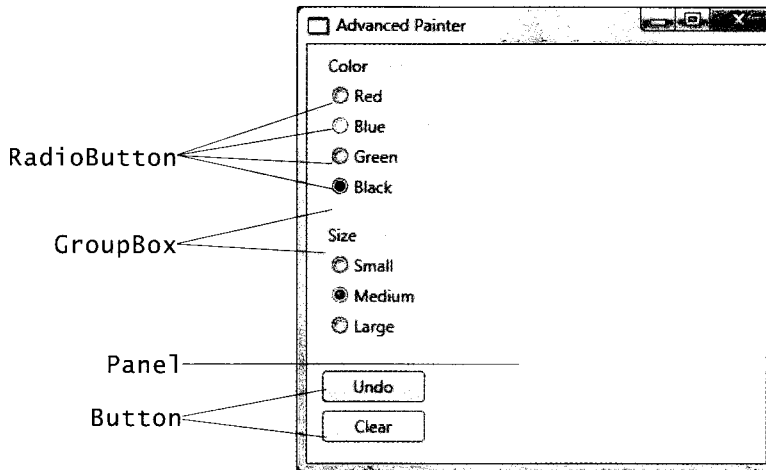 Advanced Painter
Color
Red
Blue
Green
Black
RadioButton
GroupBox
Size
Small
Medium
Large
Panel
Undo
Button
Clear